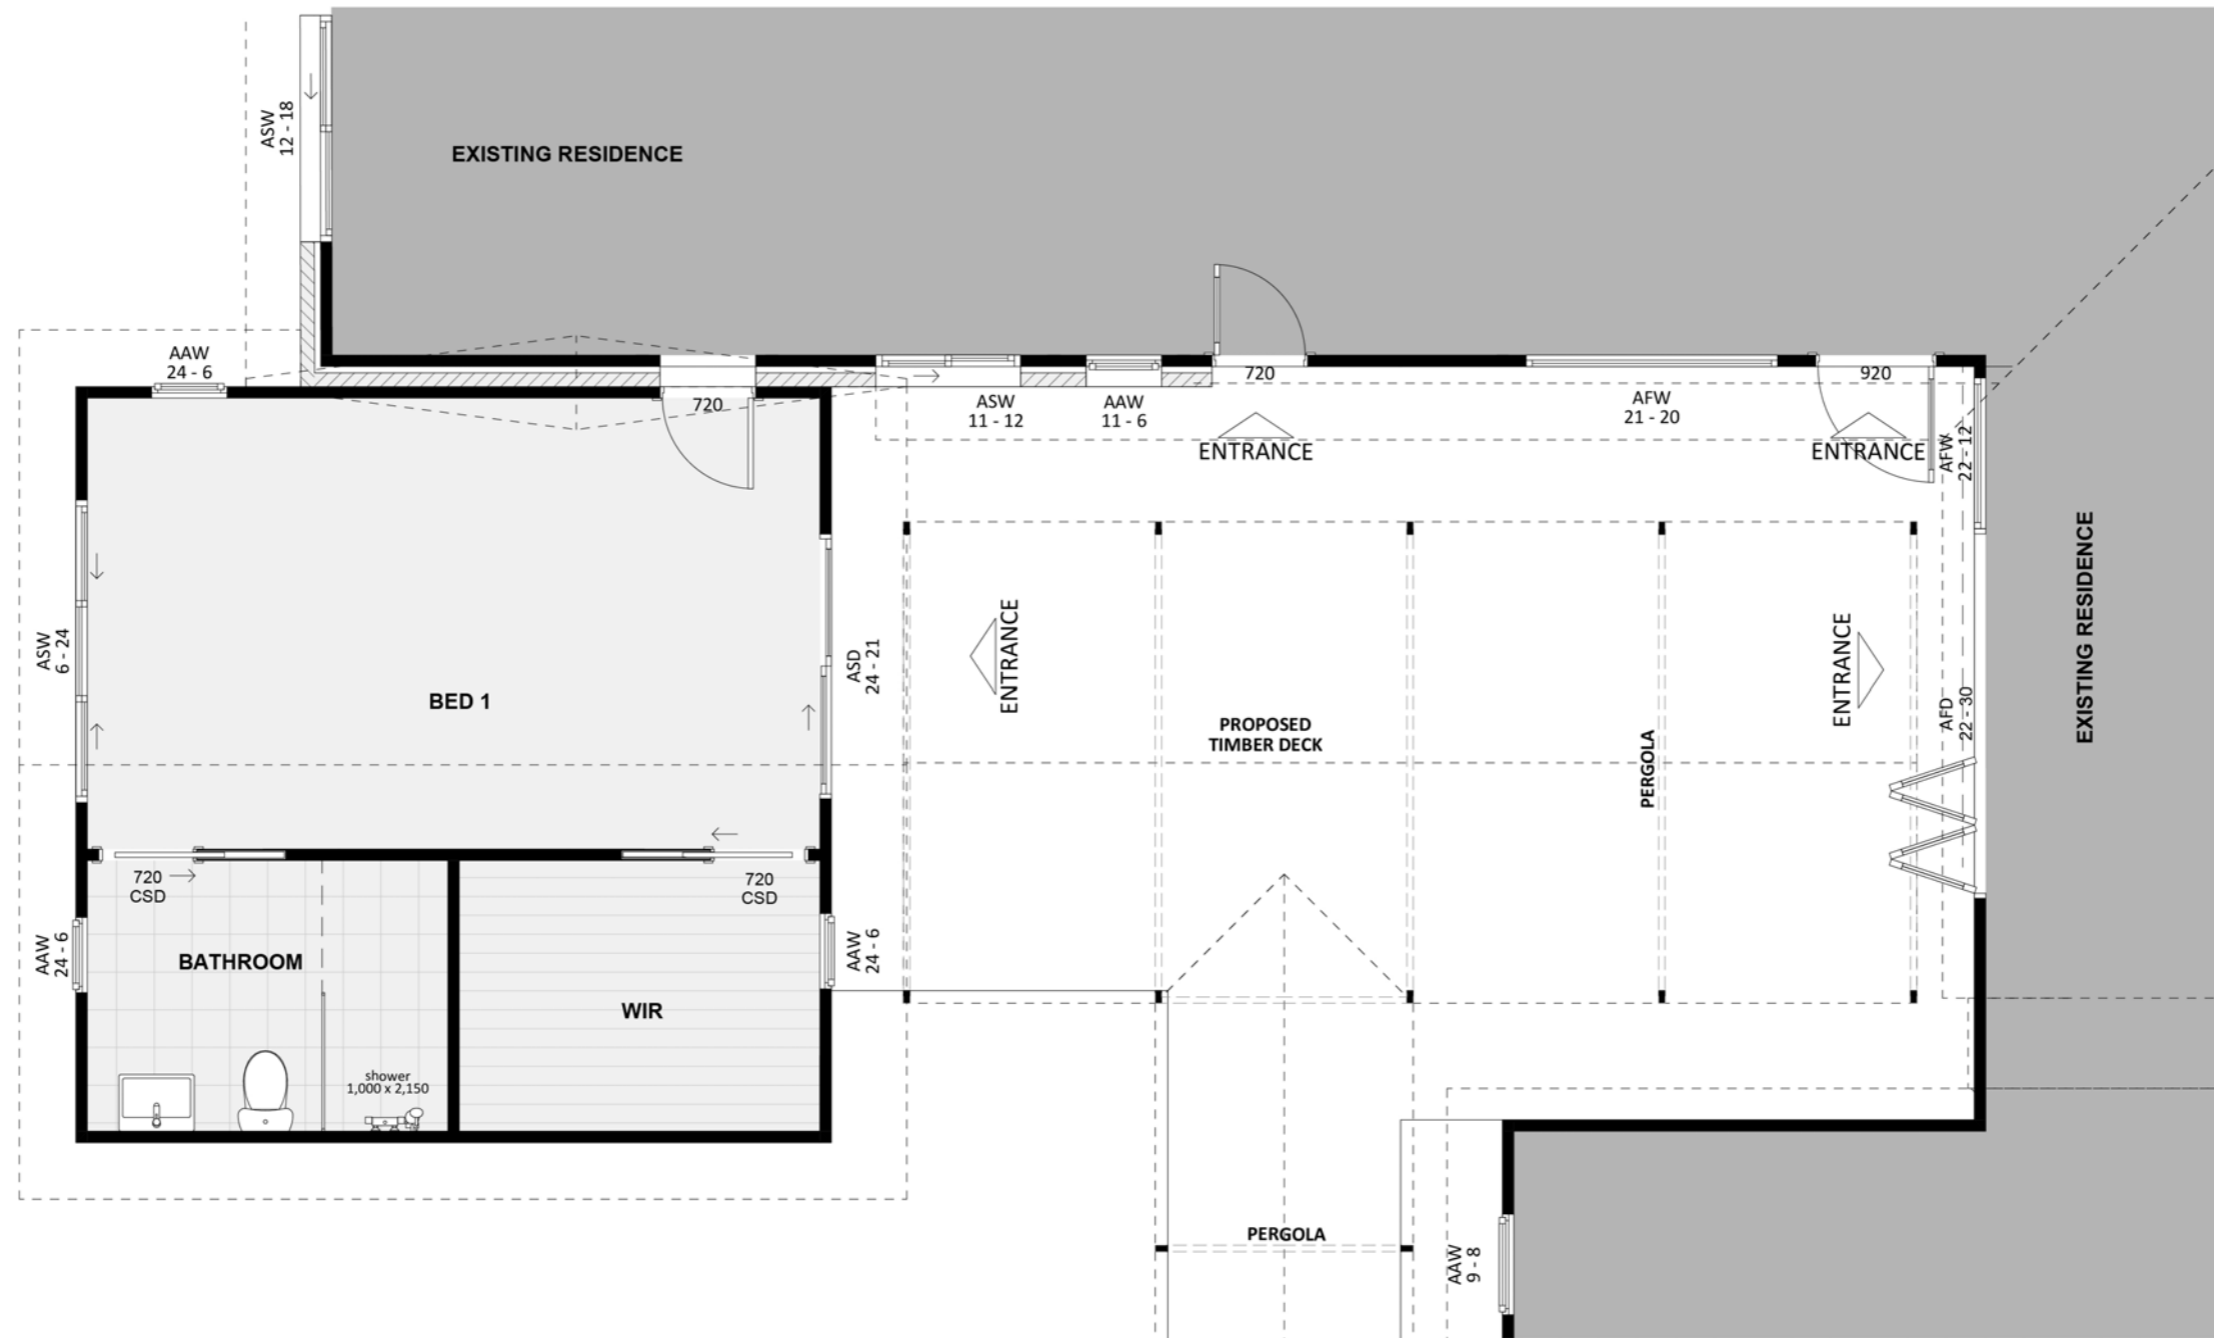 ASW
12 - 18
EXISTING RESIDENCE
AAW
24 - 6
720
ASW
11 - 12
AAW
11 - 6
720
ENTRANCE
AFW
21 - 20
920
ENTRANCE
AFW
22 - 12
EXISTING RESIDENCE
ASW
6 - 24
BED 1
ASD
24 - 21
ENTRANCE
PROPOSED
TIMBER DECK
PERGOLA
ENTRANCE
AFD
22 - 30
720
CSD
720
CSD
AAW
24 - 6
BATHROOM
WIR
AAW
24 - 6
shower
1,000 x 2,150
PERGOLA
AAW
9 - 8